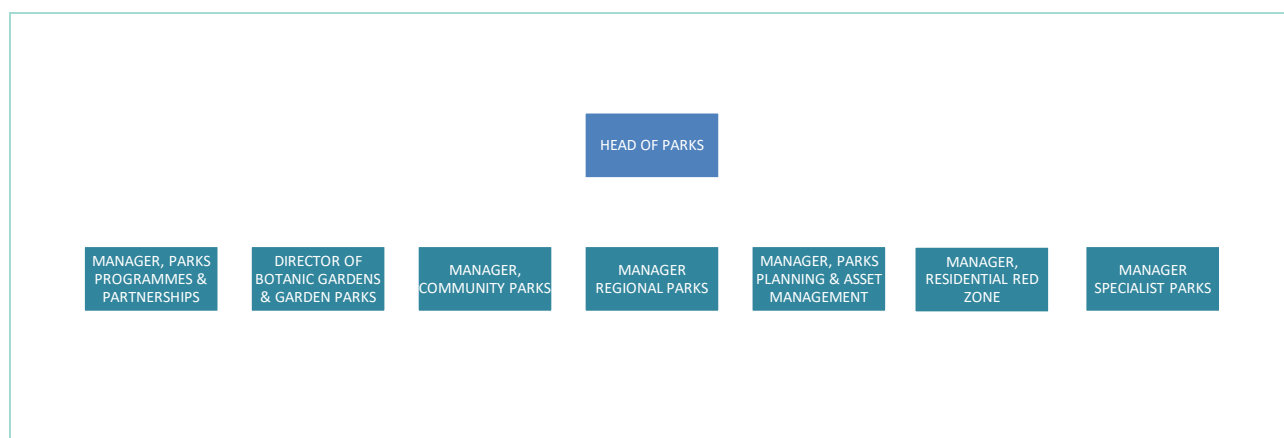 HEAD OF PARKS
MANAGER, PARKS
PROGRAMMES &
PARTNERSHIPS
DIRECTOR OF
BOTANIC GARDENS
& GARDEN PARKS
MANAGER,
COMMUNITY PARKS
MANAGER
REGIONAL PARKS
MANAGER, PARKS
PLANNING & ASSET
MANAGEMENT
MANAGER,
RESIDENTIAL RED
ZONE
MANAGER
SPECIALIST PARKS